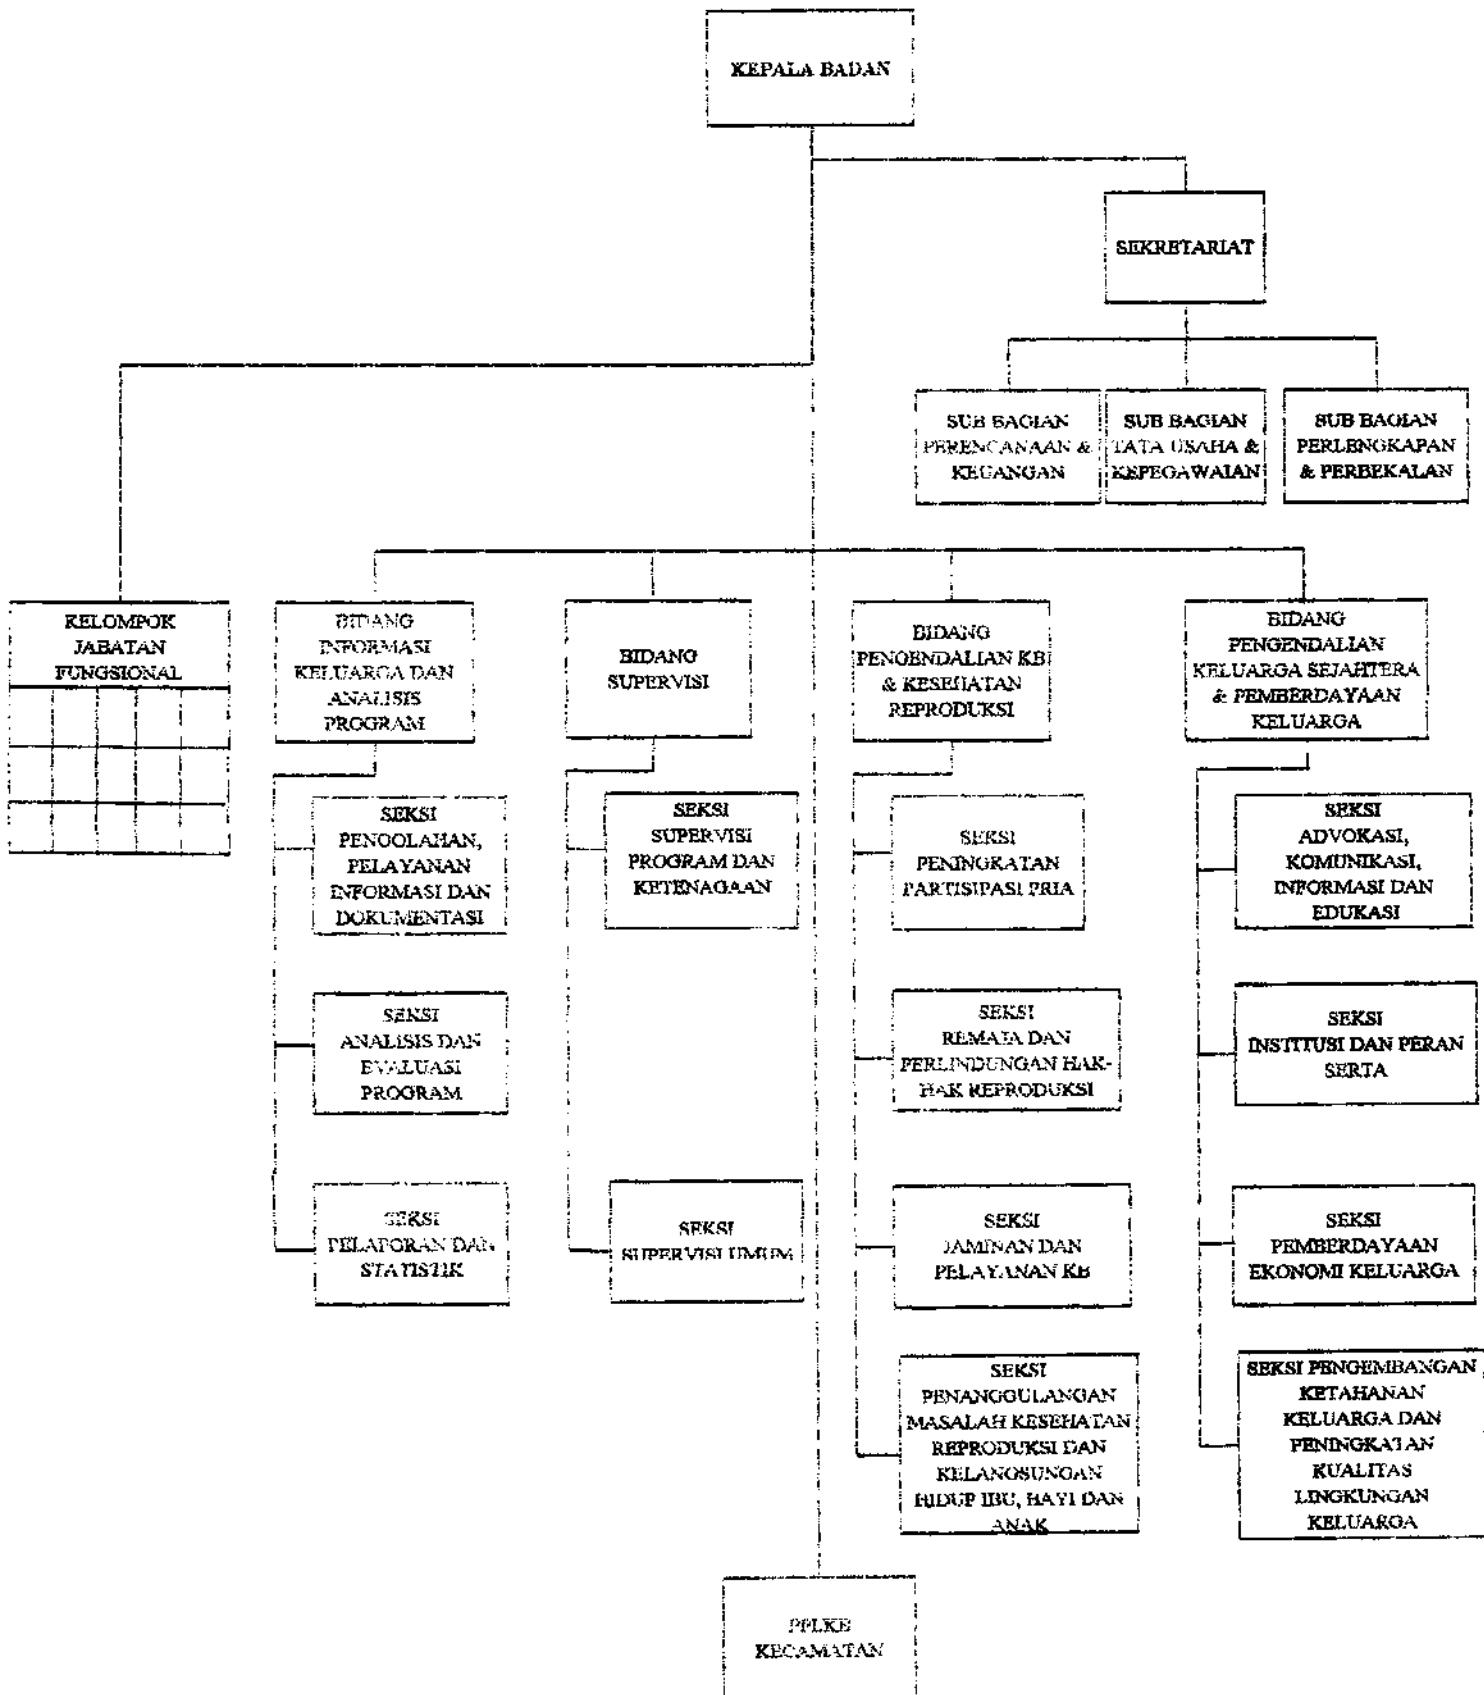 KEPALA BADAN
SEKRETARIAT
SUB BAGIAN
PERENCANAAN &
KEUANGAN
SUB BAGIAN
TATA USAHA &
KEPEGAWAIAN
SUB BAGIAN
PERLENGKAPAN
& PERBEKALAN
KELOMPOK
JABATAN
FUNGSIONAL
BIDANG
INFORMASI
KELUARGA DAN
ANALISIS
PROGRAM
BIDANG
SUPERVISI
BIDANG
PENGENDALIAN KB
& KESEHATAN
REPRODUKSI
BIDANG
PENGENDALIAN
KELUARGA SEJAHTERA
& PEMBERDAYAAN
KELUARGA
SEKSI
PENGOLAHAN,
PELAYANAN
INFORMASI DAN
DOKUMENTASI
SEKSI
SUPERVISI
PROGRAM DAN
KETENAGAAN
SEKSI
PENINGKATAN
PARTISIPASI PRIA
SEKSI
ADVOKASI,
KOMUNIKASI,
INFORMASI DAN
EDUKASI
SEKSI
ANALISIS DAN
EVALUASI
PROGRAM
SEKSI
REMAJA DAN
PERLINDUNGAN HAK-
HAK REPRODUKSI
SEKSI
INSTITUSI DAN PERAN
SERTA
SEKSI
PELAPORAN DAN
STATISTIK
SEKSI
SUPERVISI UMUM
SEKSI
JAMINAN DAN
PELAYANAN KB
SEKSI
PEMBERDAYAAN
EKONOMI KELUARGA
SEKSI
PENANGGULANGAN
MASALAH KESEHATAN
REPRODUKSI DAN
KELANGSUNGAN
HIDUP IBU, BAYI DAN
ANAK
SEKSI PENGEMBANGAN
KETAHANAN
KELUARGA DAN
PENINGKATAN
KUALITAS
LINGKUNGAN
KELUARGA
KECAMATAN